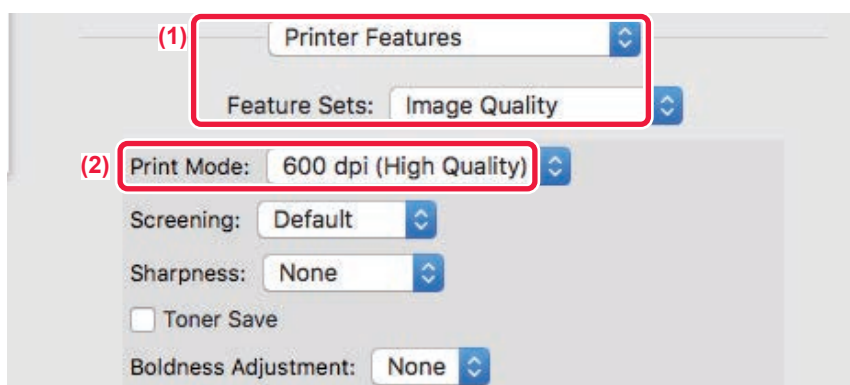 (1) Printer Features
Feature Sets: Image Quality
(2) Print Mode: 600 dpi (High Quality)
Screening: Default
Sharpness: None
Toner Save
Boldness Adjustment: None